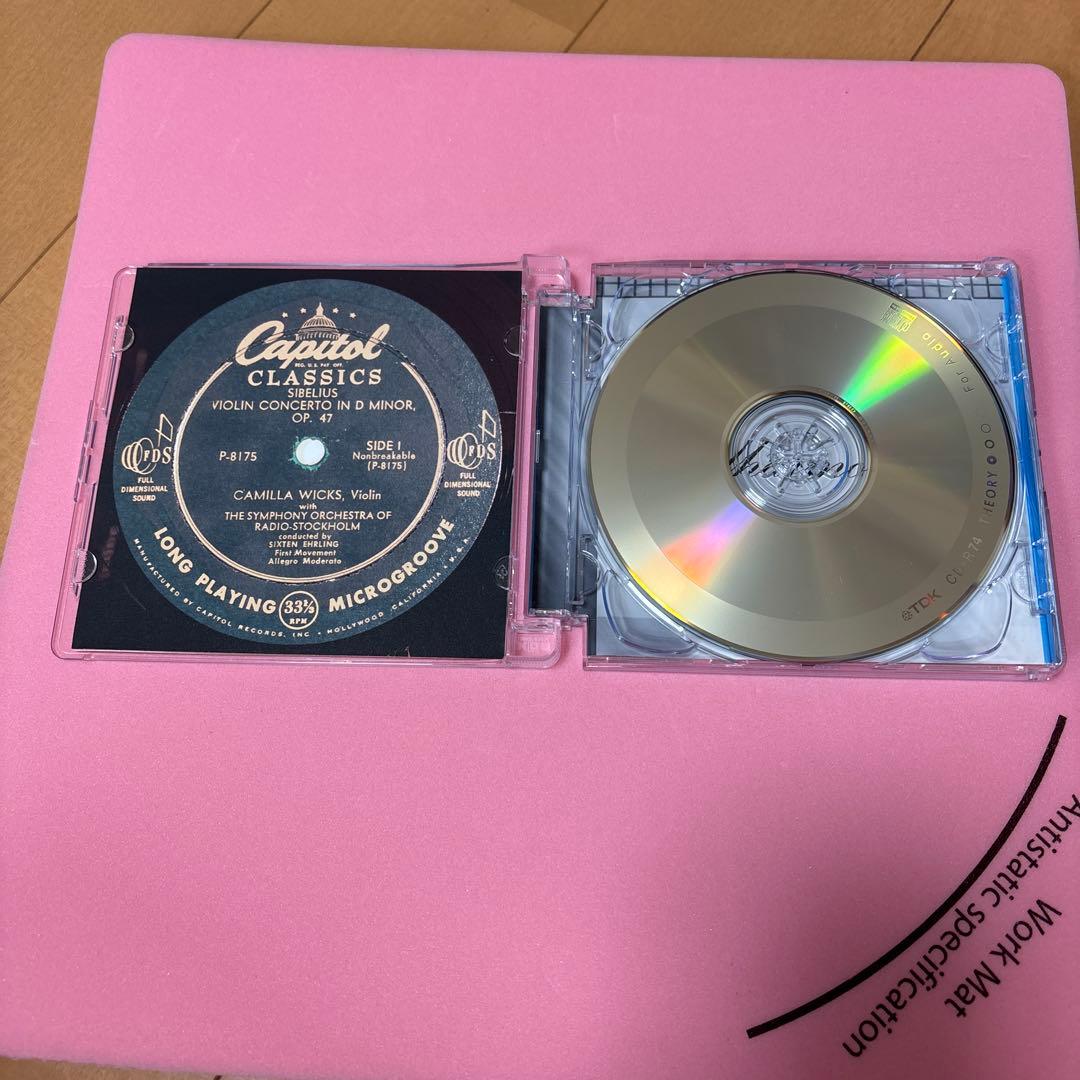 Capitol
REG. U.S. PAT. OFF.
CLASSICS
SIBELIUS
VIOLIN CONCERTO IN D MINOR,
OP. 47
P-8175
SIDE 1
Nonbreakable
(P-8175)
FDS
FULL
DIMENSIONAL
SOUND
FDS
FULL
DIMENSIONAL
SOUND
CAMILLA WICKS, Violin
with
THE SYMPHONY ORCHESTRA OF
RADIO-STOCKHOLM
conducted by
SIXTEN EHRLING
First Movement
Allegro Moderato
LONG PLAYING 33⅓ RPM MICROGROOVE
MANUFACTURED BY CAPITOL RECORDS, INC. • HOLLYWOOD, CALIFORNIA • U.S.A.
For Audio
TDK CD-R74 THEORY
Work Mat
Antistatic specification